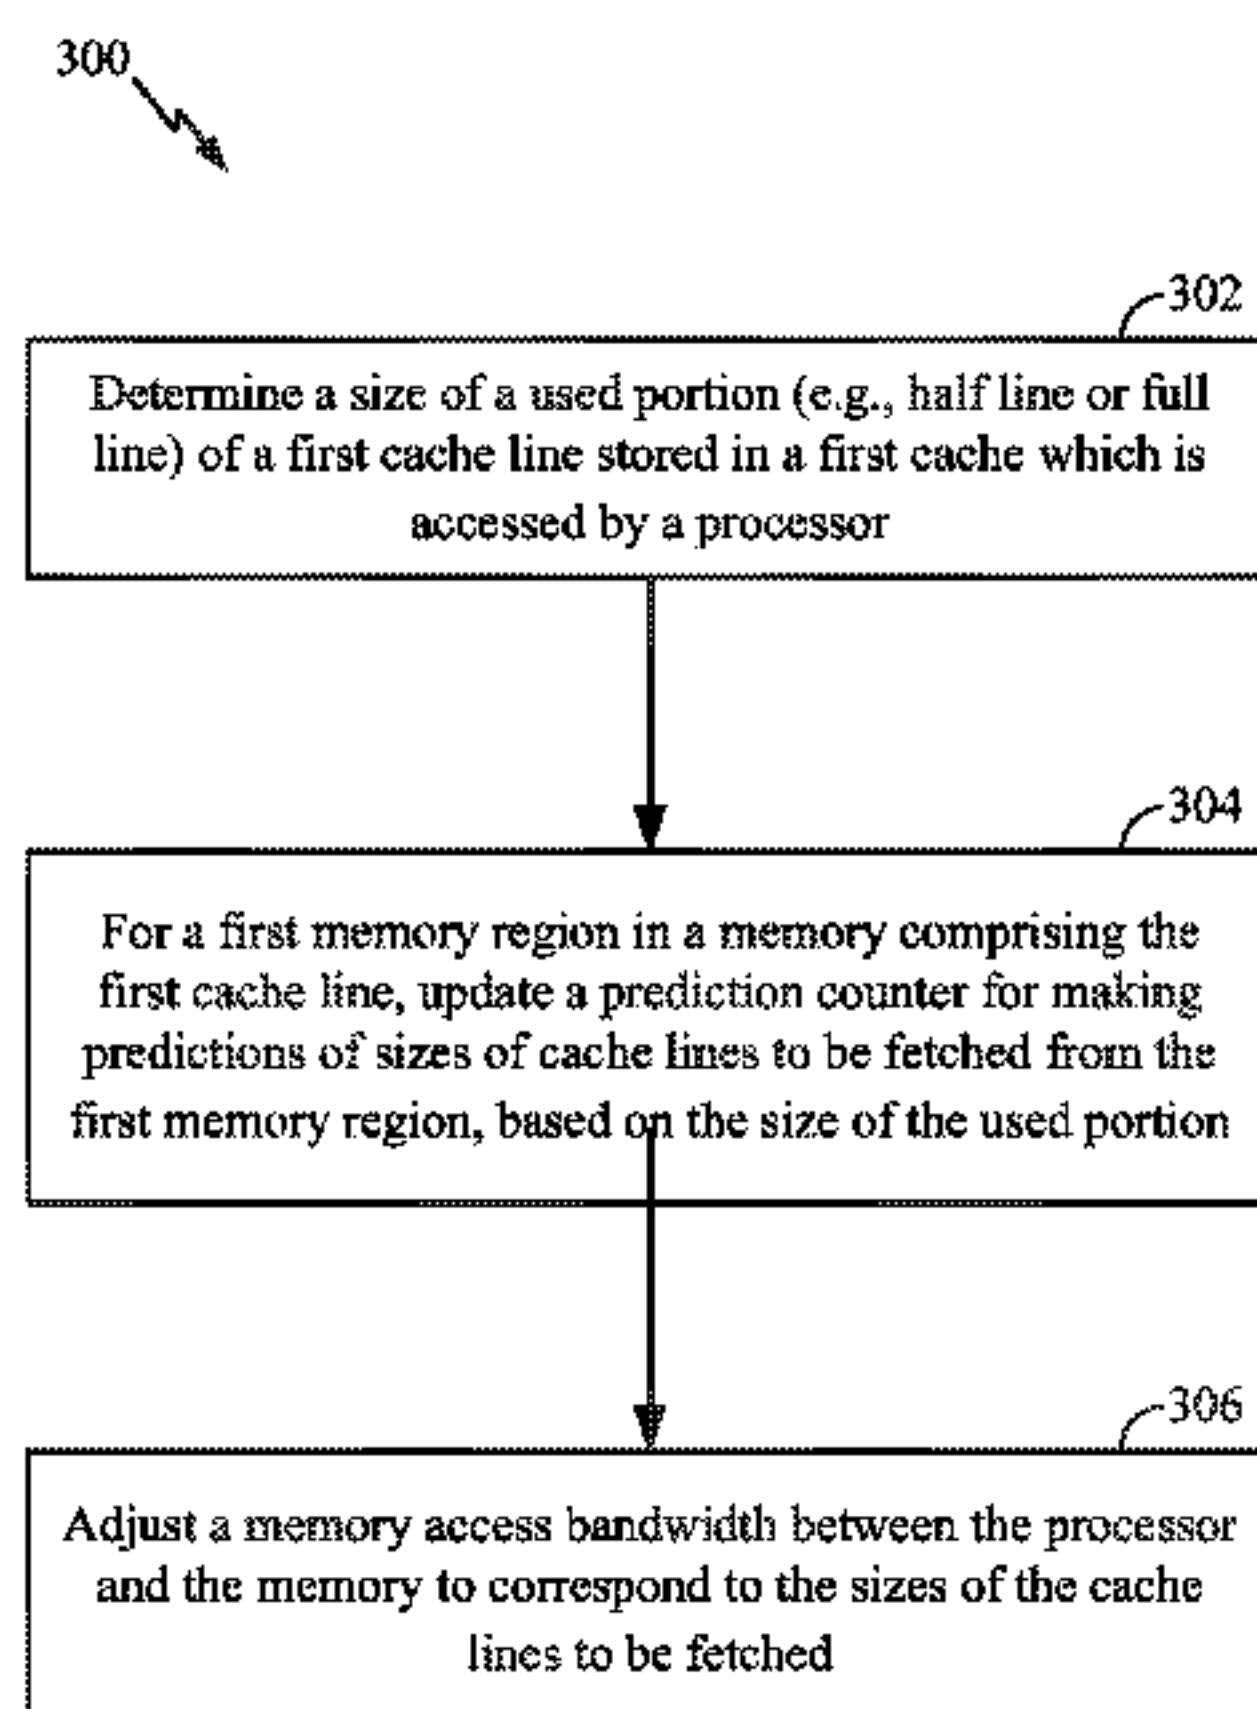 300
302
Determine a size of a used portion (e.g., half line or full
line) of a first cache line stored in a first cache which is
accessed by a processor
304
For a first memory region in a memory comprising the
first cache line, update a prediction counter for making
predictions of sizes of cache lines to be fetched from the
first memory region, based on the size of the used portion
306
Adjust a memory access bandwidth between the processor
and the memory to correspond to the sizes of the cache
lines to be fetched